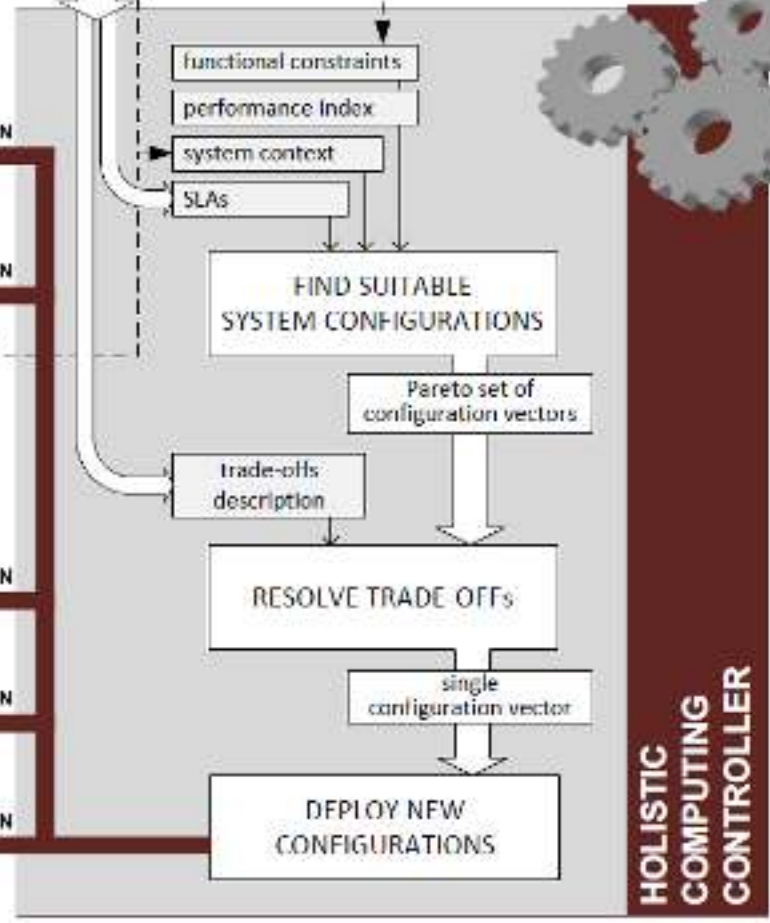 functional constraints
performance index
system context
SLAs
FIND SUITABLE
SYSTEM CONFIGURATIONS
Pareto set of
configuration vectors
trade-offs
description
RESOLVE TRADE OFFs
single
configuration vector
DEPLOY NEW
CONFIGURATIONS
HOLISTIC
COMPUTING
CONTROLLER
N
N
N
N
N